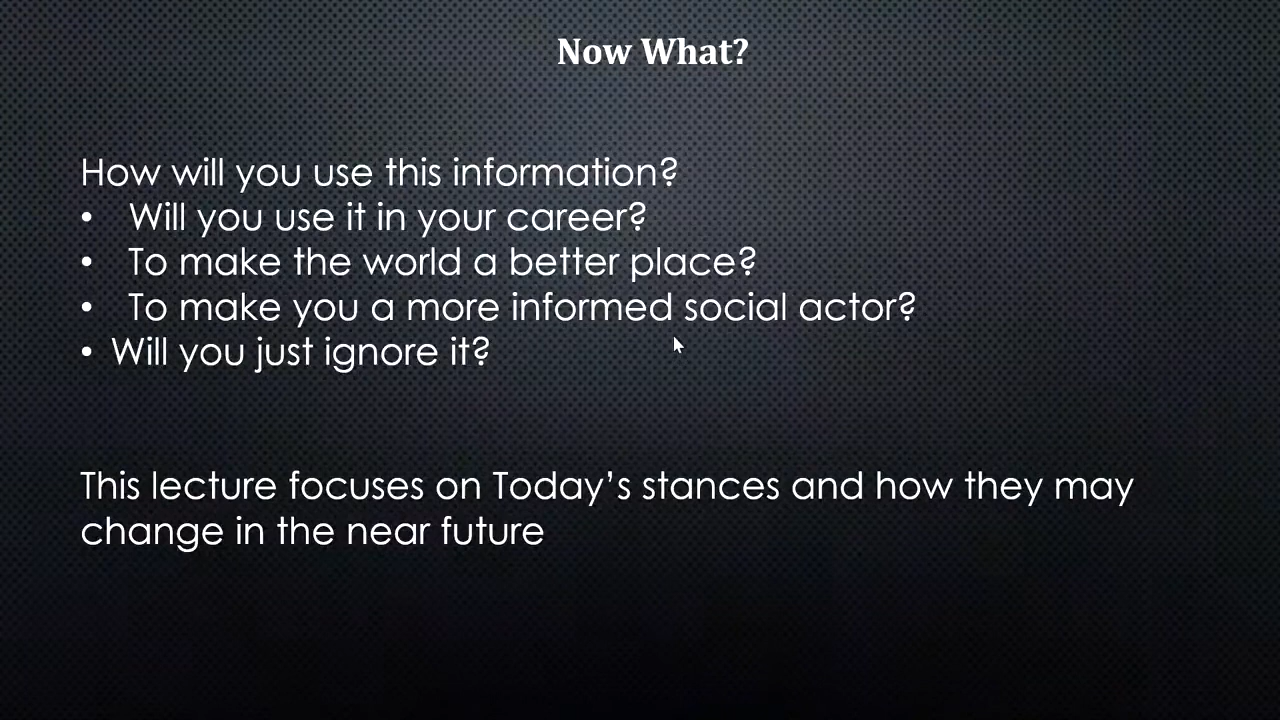 Now What?
How will you use this information?
• Will you use it in your career?
• To make the world a better place?
• To make you a more informed social actor?
• Will you just ignore it?
This lecture focuses on Today’s stances and how they may
change in the near future